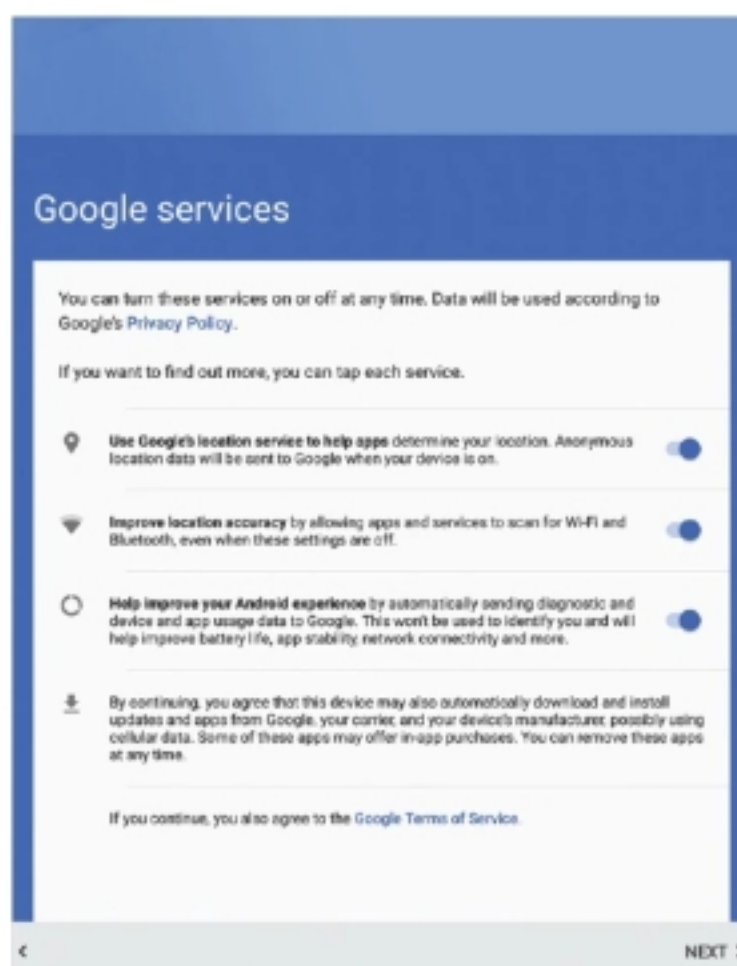 Google services
You can turn these services on or off at any time. Data will be used according to
Google's Privacy Policy.
If you want to find out more, you can tap each service.
Use Google's location service to help apps determine your location. Anonymous
location data will be sent to Google when your device is on.
Improve location accuracy by allowing apps and services to scan for Wi-Fi and
Bluetooth, even when these settings are off.
Help improve your Android experience by automatically sending diagnostic and
device and app usage data to Google. This won't be used to identify you and will
help improve battery life, app stability, network connectivity and more.
By continuing, you agree that this device may also automatically download and install
updates and apps from Google, your carrier, and your device's manufacturer, possibly using
cellular data. Some of these apps may offer in-app purchases. You can remove these apps
at any time.
If you continue, you also agree to the Google Terms of Service.
NEXT